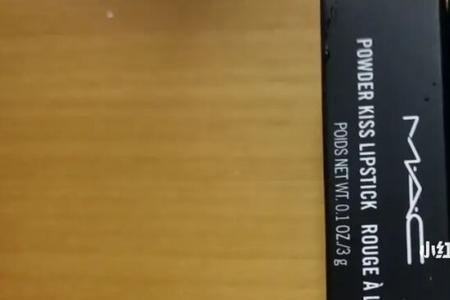 M·A·C
POWDER KISS LIPSTICK ROUGE À L
POIDS NET WT. 0.1 OZ./3 g
小红